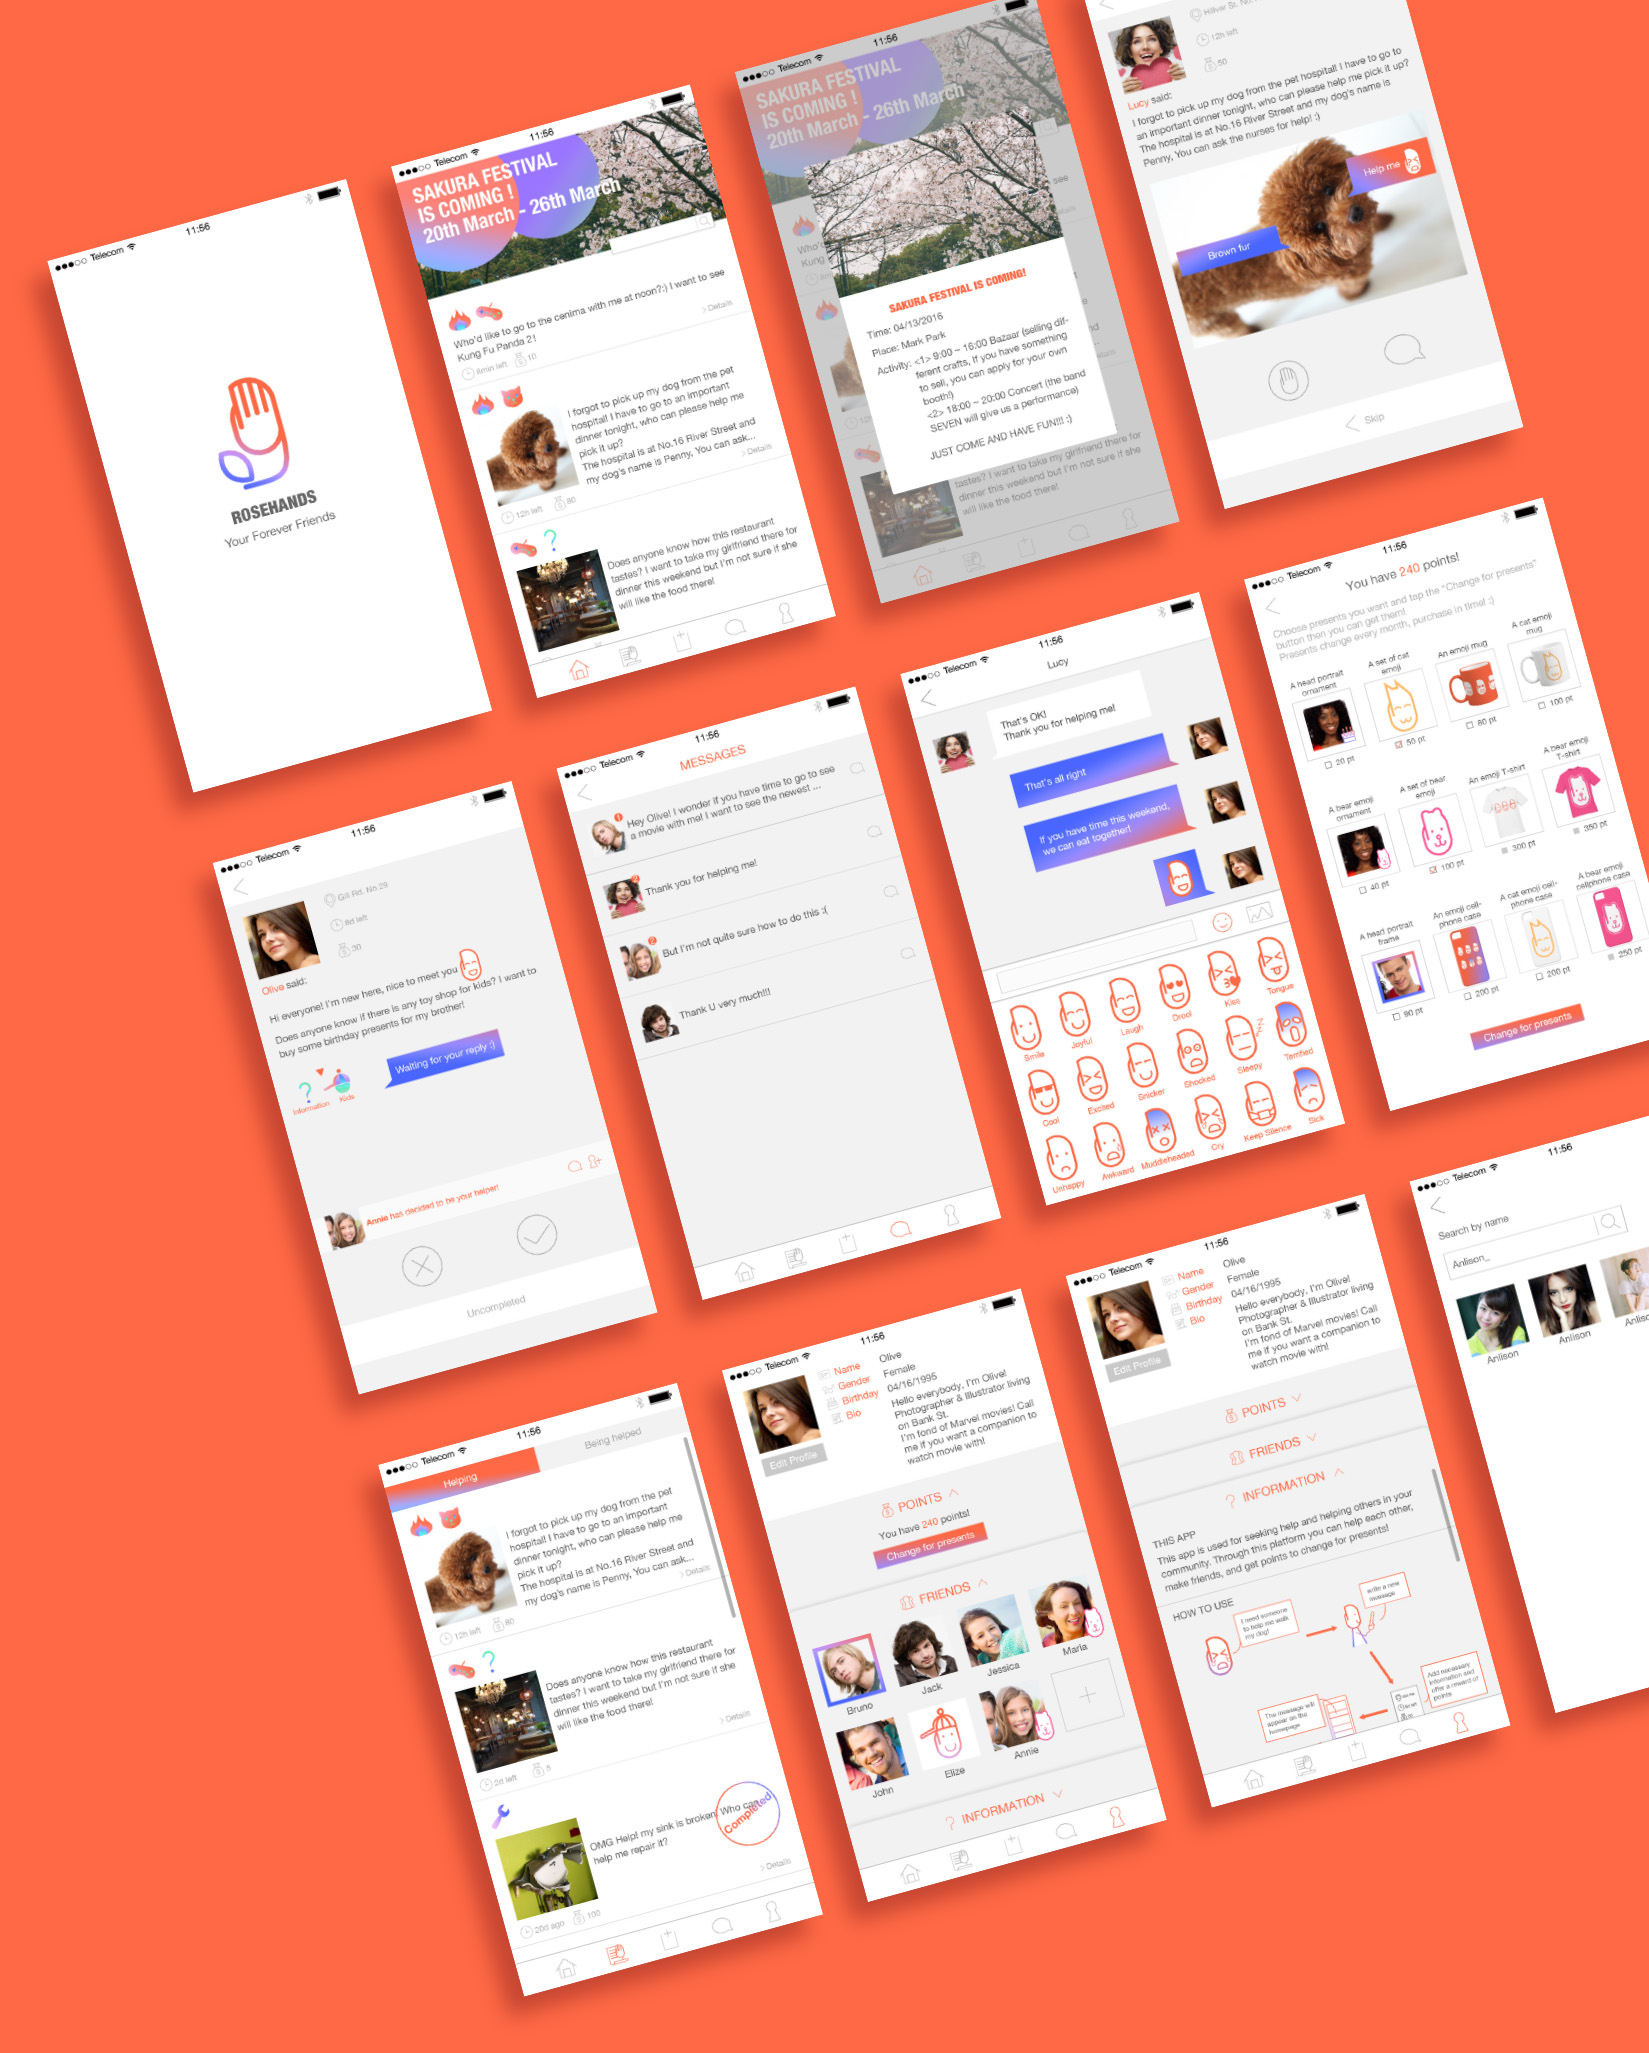 ●●●○○ Telecom
11:56
ROSEHANDS
Your Forever Friends
●●●○○ Telecom
11:56
SAKURA FESTIVAL
IS COMING !
20th March - 26th March
Who'd like to go to the cenima with me at noon?:) I want to see
Kung Fu Panda 2!
> Details
8min left
10
I forgot to pick up my dog from the pet
hospital! I have to go to an important
dinner tonight, who can please help me
pick it up?
The hospital is at No.16 River Street and
my dog's name is Penny, You can ask...
> Details
12h left
80
Does anyone know how this restaurant
tastes? I want to take my girlfriend there for
dinner this weekend but I'm not sure if she
will like the food there!
●●●○○ Telecom
11:56
SAKURA FESTIVAL
IS COMING !
20th March - 26th March
see
Who'd
Kung
SAKURA FESTIVAL IS COMING!
Time: 04/13/2016
Place: Mark Park
Activity: <1> 9:00 ~ 16:00 Bazaar (selling dif-
ferent crafts, If you have something
to sell, you can apply for your own
booth!)
<2> 18:00 ~ 20:00 Concert (the band
SEVEN will give us a performance)
JUST COME AND HAVE FUN!!! :)
tastes? I want to take my girlfriend there for
dinner this weekend but I'm not sure if she
will like the food there!
Hillver St. No.
12h left
50
Lucy said:
I forgot to pick up my dog from the pet hospital! I have to go to
an important dinner tonight, who can please help me pick it up?
The hospital is at No.16 River Street and my dog's name is
Penny, You can ask the nurses for help! :)
Help me
Brown fur
Skip
●●●○○ Telecom
11:56
Gill Rd. No.29
6d left
30
Olive said:
Hi everyone! I'm new here, nice to meet you
Does anyone know if there is any toy shop for kids? I want to
buy some birthday presents for my brother!
Waiting for your reply :)
Information
Kids
Annie has decided to be your helper!
Uncompleted
●●●○○ Telecom
11:56
MESSAGES
1
Hey Olive! I wonder if you have time to go to see
a movie with me! I want to see the newest ...
2
Thank you for helping me!
2
But I'm not quite sure how to do this :(
Thank U very much!!!
●●●○○ Telecom
11:56
Lucy
That's OK!
Thank you for helping me!
That's all right
If you have time this weekend,
we can eat together!
Smile
Joyful
Laugh
Drool
Kiss
Tongue
Cool
Excited
Snicker
Shocked
Sleepy
Terrified
Unhappy
Awkward
Muddleheaded
Cry
Keep Silence
Sick
●●●○○ Telecom
11:56
You have 240 points!
Choose presents you want and tap the "Change for presents"
button then you can get them!
Presents change every month, purchase in time! :)
A head portrait
ornament
20 pt
A set of cat
emoji
50 pt
An emoji mug
80 pt
A cat emoji
mug
100 pt
A bear emoji
ornament
40 pt
A set of bear
emoji
100 pt
An emoji T-shirt
300 pt
A bear emoji
T-shirt
350 pt
A head portrait
frame
90 pt
An emoji cell-
phone case
200 pt
A cat emoji cell-
phone case
200 pt
A bear emoji
cellphone case
250 pt
Change for presents
●●●○○ Telecom
11:56
Helping
Being helped
I forgot to pick up my dog from the pet
hospital! I have to go to an important
dinner tonight, who can please help me
pick it up?
The hospital is at No.16 River Street and
my dog's name is Penny, You can ask...
> Details
12h left
80
Does anyone know how this restaurant
tastes? I want to take my girlfriend there for
dinner this weekend but I'm not sure if she
will like the food there!
> Details
2d left
5
OMG Help! my sink is broken! Who can
help me repair it?
Completed
> Details
20d ago
100
●●●○○ Telecom
11:56
Name
Olive
Gender
Female
Birthday
04/16/1995
Bio
Hello everybody, I'm Olive!
Photographer & Illustrator living
on Bank St.
I'm fond of Marvel movies! Call
me if you want a companion to
watch movie with!
Edit Profile
POINTS
You have 240 points!
Change for presents
FRIENDS
Bruno
Jack
Jessica
Maria
John
Elize
Annie
INFORMATION
●●●○○ Telecom
11:56
Name
Olive
Gender
Female
Birthday
04/16/1995
Bio
Hello everybody, I'm Olive!
Photographer & Illustrator living
on Bank St.
I'm fond of Marvel movies! Call
me if you want a companion to
watch movie with!
Edit Profile
POINTS
FRIENDS
INFORMATION
THIS APP
This app is used for seeking help and helping others in your
community. Through this platform you can help each other,
make friends, and get points to change for presents!
HOW TO USE
I need someone
to help me walk
my dog!
write a new
message
Add necessary
information and
offer a reward of
points
The message will
appear on the
homepage
●●●○○ Telecom
11:56
Search by name
Anlison_
Anlison
Anlison
Anlisc